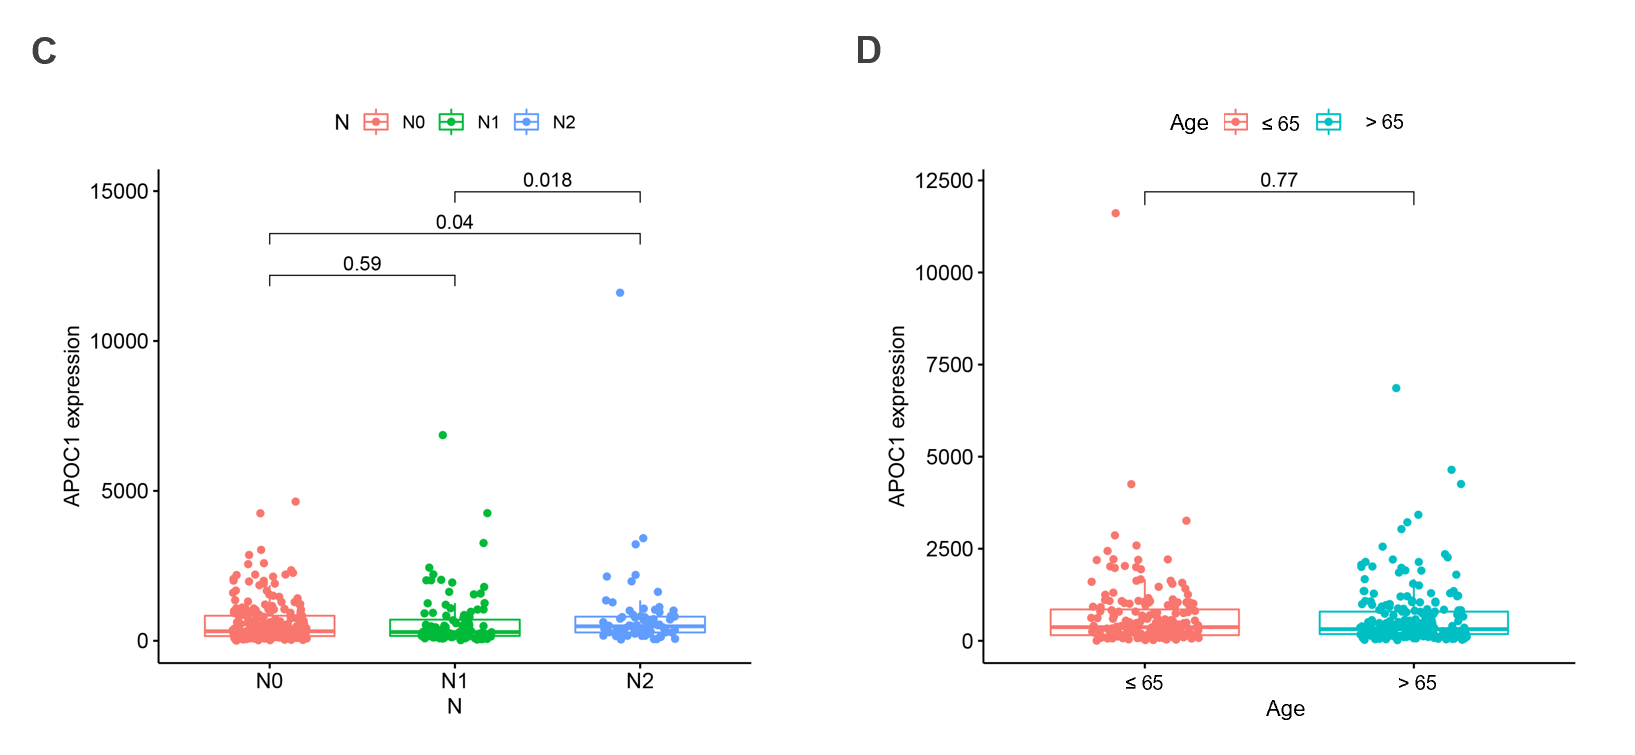 C
N N0 N1 N2
15000
10000
5000
0
APOC1 expression
0.018
0.04
0.59
N0 N1 N2
N
D
Age ≤ 65 > 65
12500
10000
7500
5000
2500
0
APOC1 expression
0.77
≤ 65 > 65
Age